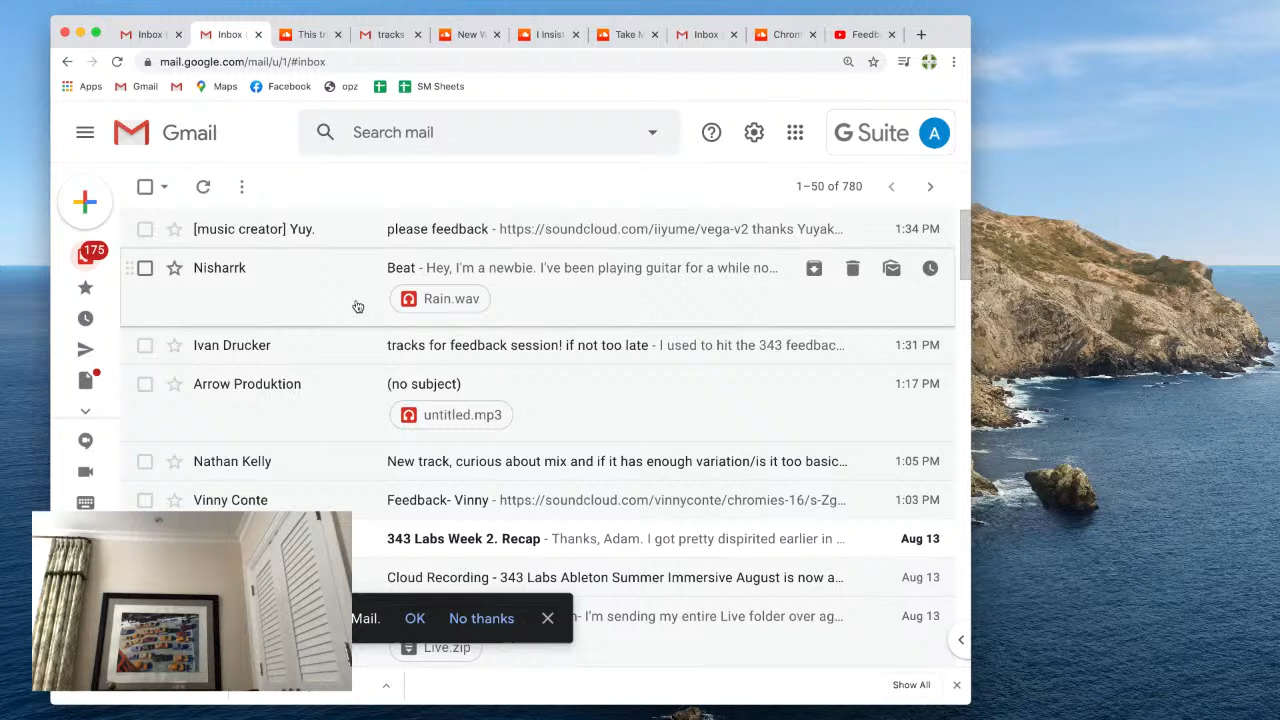 Inbox
Inbox
This tr
tracks
New W
I Insis
Take M
Inbox
Chrom
Feedb
mail.google.com/mail/u/1/#inbox
Apps
Gmail
Maps
Facebook
opz
SM Sheets
Gmail
Search mail
G Suite
A
1–50 of 780
175
[music creator] Yuy. please feedback - https://soundcloud.com/iiyume/vega-v2 thanks Yuyak... 1:34 PM
Nisharrk Beat - Hey, I'm a newbie. I've been playing guitar for a while no...
Rain.wav
Ivan Drucker tracks for feedback session! if not too late - I used to hit the 343 feedbac... 1:31 PM
Arrow Produktion (no subject) 1:17 PM
untitled.mp3
Nathan Kelly New track, curious about mix and if it has enough variation/is it too basic... 1:05 PM
Vinny Conte Feedback- Vinny - https://soundcloud.com/vinnyconte/chromies-16/s-Zg... 1:03 PM
343 Labs Week 2. Recap - Thanks, Adam. I got pretty dispirited earlier in ... Aug 13
Cloud Recording - 343 Labs Ableton Summer Immersive August is now a... Aug 13
Mail. OK No thanks
n- I'm sending my entire Live folder over ag... Aug 13
Live.zip
Show All